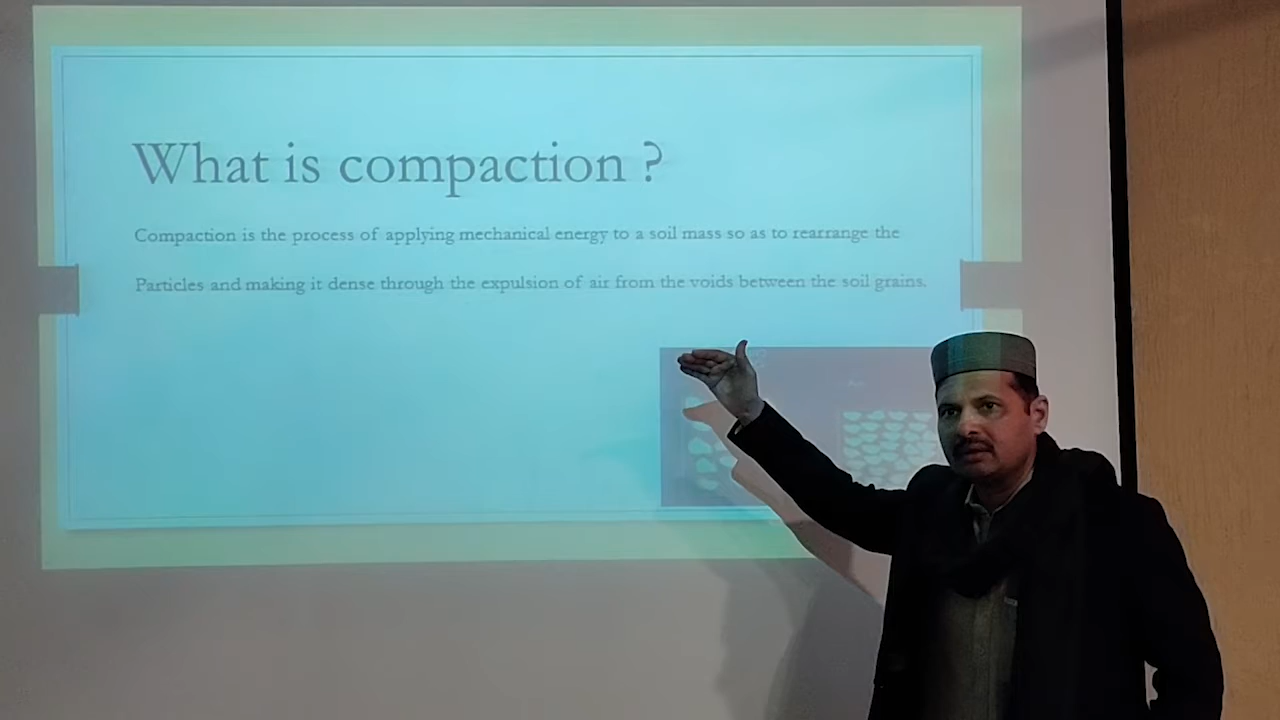 What is compaction ?
Compaction is the process of applying mechanical energy to a soil mass so as to rearrange the
Particles and making it dense through the expulsion of air from the voids between the soil grains.